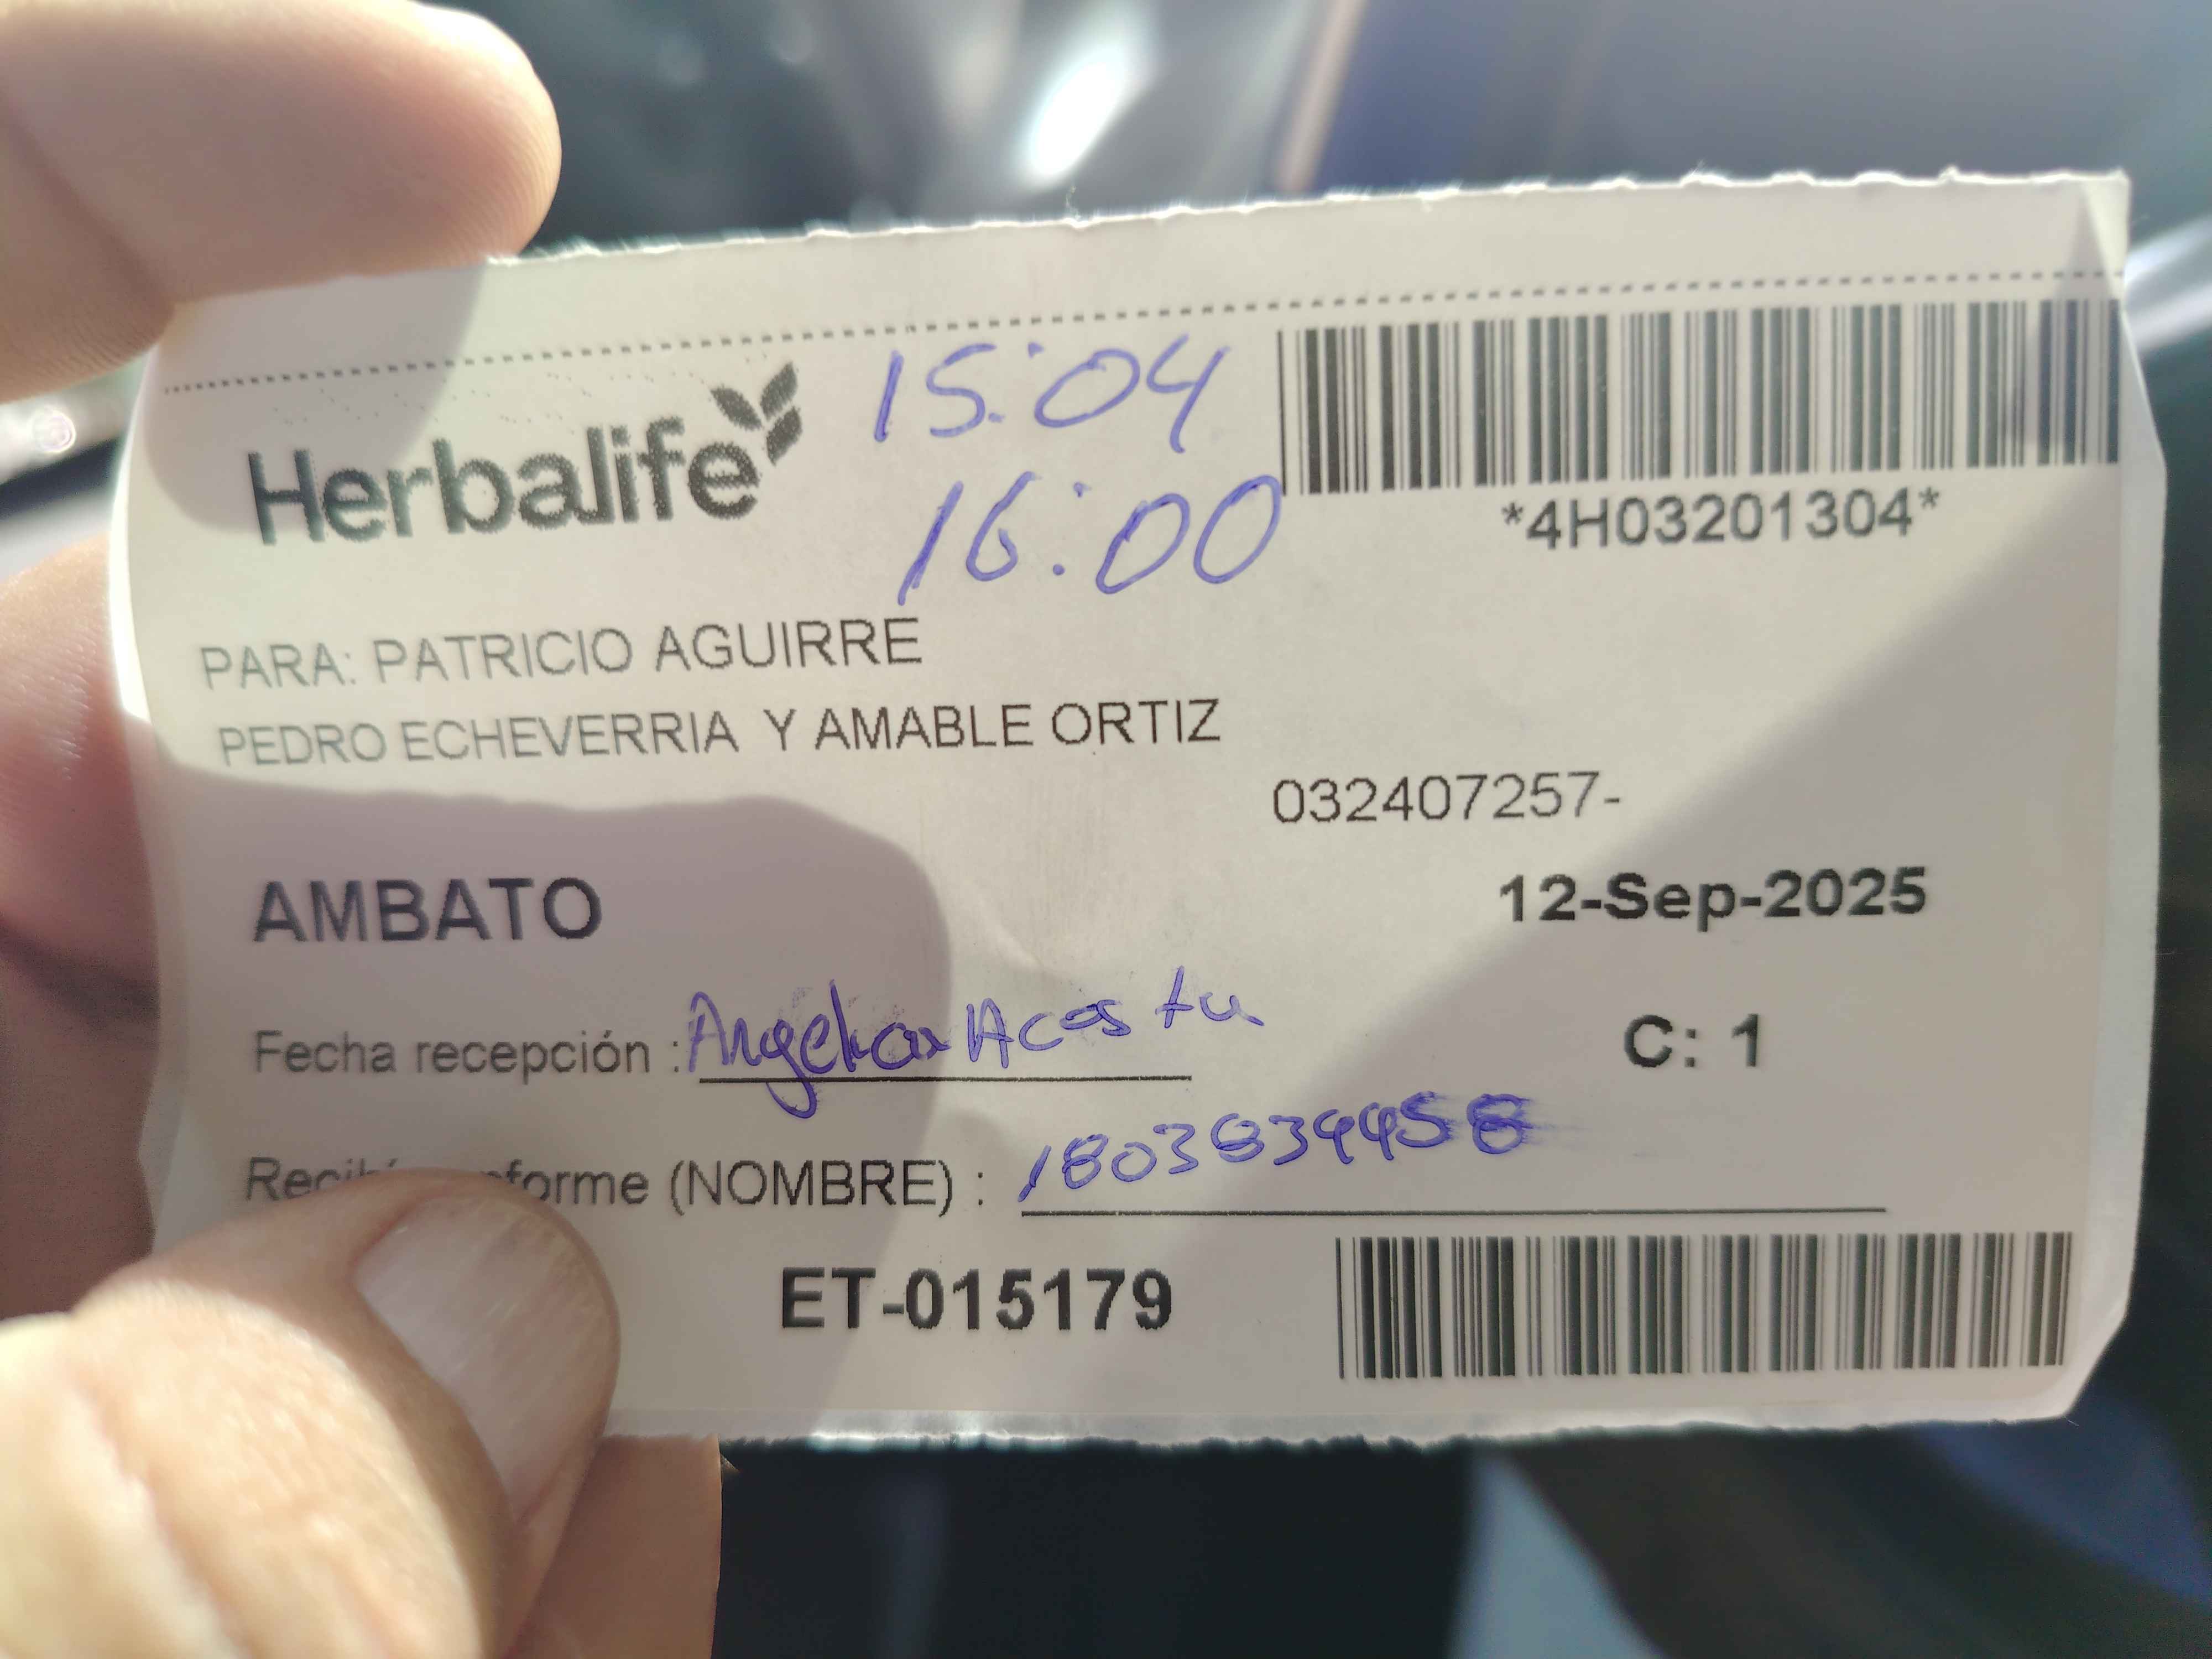 Herbalife
15:04
16:00
*4H03201304*
PARA: PATRICIO AGUIRRE
PEDRO ECHEVERRIA Y AMABLE ORTIZ
032407257-
AMBATO
12-Sep-2025
Fecha recepción : Acosta
C: 1
(NOMBRE) :
ET-015179